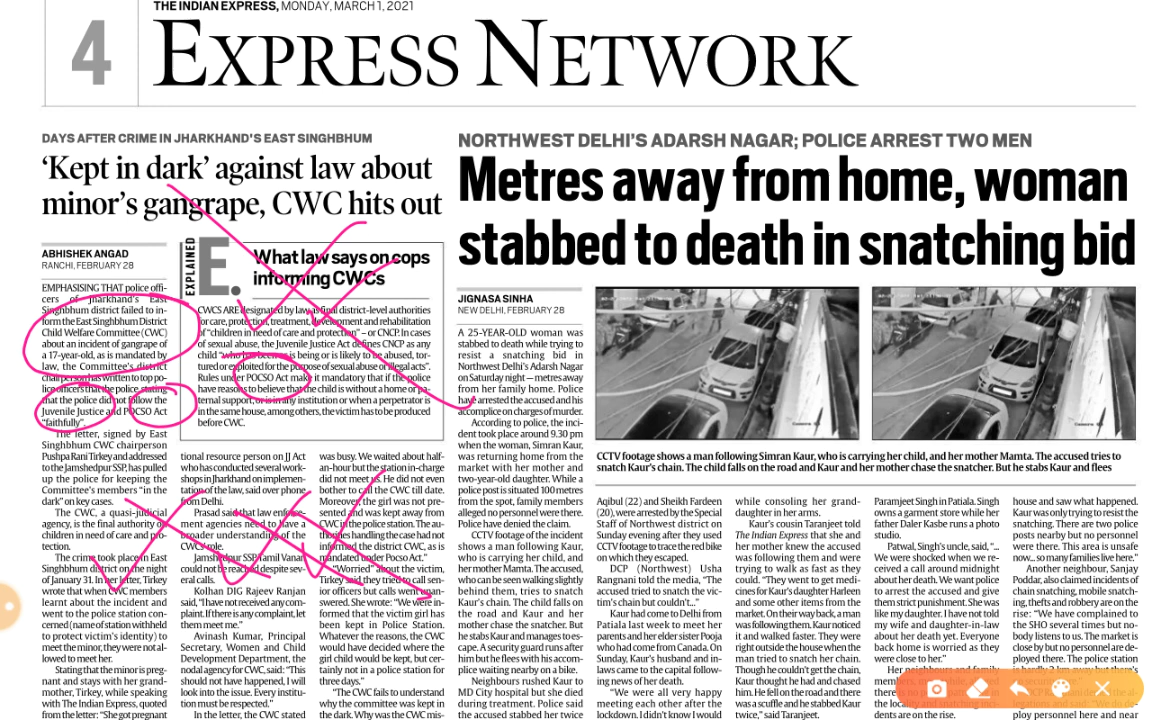 THE INDIAN EXPRESS, MONDAY, MARCH 1, 2021
4
EXPRESS NETWORK
DAYS AFTER CRIME IN JHARKHAND'S EAST SINGHBHUM
'Kept in dark' against law about
minor's gangrape, CWC hits out
ABHISHEK ANGAD
RANCHI, FEBRUARY 28
EMPHASISING THAT police offi-
cers of Jharkhand's East
Singhbhum district failed to in-
form the East Singhbhum District
Child Welfare Committee (CWC)
about an incident of gangrape of
a 17-year-old, as is mandated by
law, the Committee's district
chairperson has written to top po-
lice officers that the police, stating
that the police did not follow the
Juvenile Justice and POCSO Act
"faithfully".
The letter, signed by East
Singhbhum CWC chairperson
Pushpa Rani Tirkey and addressed
to the Jamshedpur SSP, has pulled
up the police for keeping the
Committee's members "in the
dark" on key cases.
The CWC, a quasi-judicial
agency, is the final authority of
children in need of care and pro-
tection.
The crime took place in East
Singhbhum district on the night
of January 31. In her letter, Tirkey
wrote that when CWC members
learnt about the incident and
went to the police station con-
cerned (name of station withheld
to protect victim's identity) to
meet the minor, they were not al-
lowed to meet her.
Stating that the minor is preg-
nant and stays with her grand-
mother, Tirkey, while speaking
with The Indian Express, quoted
from the letter: "She got pregnant
EXPLAINED
E.
What law says on cops
informing CWCs
CWCS ARE designated by law as final district-level authorities
for care, protection, treatment, development and rehabilitation
of "children in need of care and protection" – or CNCP. In cases
of sexual abuse, the Juvenile Justice Act defines CNCP as any
child "who has been or is being or is likely to be abused, tor-
tured or exploited for the purpose of sexual abuse or illegal acts".
Rules under POCSO Act make it mandatory that if the police
have reasons to believe that the child is without a home or pa-
ternal support, or is in any institution or when a perpetrator is
in the same house, among others, the victim has to be produced
before CWC.
tional resource person on JJ Act
who has conducted several work-
shops in Jharkhand on implemen-
tation of the law, said over phone
from Delhi.
Prasad said that law enforce-
ment agencies need to have a
broader understanding of the
CWCs' role.
Jamshedpur SSP Tamil Vanan
could not be reached despite sev-
eral calls.
Kolhan DIG Rajeev Ranjan
said, "I have not received any com-
plaint. If there is any complaint, let
them meet me."
Avinash Kumar, Principal
Secretary, Women and Child
Development Department, the
nodal agency for CWC, said: "This
should not have happened, I will
look into the issue. Every institu-
tion must be respected."
In the letter, the CWC stated
was busy. We waited about half-
an-hour but the station in-charge
did not meet us. He did not even
bother to call the CWC till date.
Moreover, the girl was not pre-
sented and was kept away from
CWC in the police station. The au-
thorities handling the case had not
informed the district CWC, as is
mandated under Pocso Act."
"Worried" about the victim,
Tirkey said they tried to call sen-
ior officers but calls went unan-
swered. She wrote: "We were in-
formed that the victim girl has
been kept in Police Station.
Whatever the reasons, the CWC
would have decided where the
girl child would be kept, but cer-
tainly not in a police station for
three days."
"The CWC fails to understand
why the committee was kept in
the dark. Why was the CWC mis-
NORTHWEST DELHI'S ADARSH NAGAR; POLICE ARREST TWO MEN
Metres away from home, woman
stabbed to death in snatching bid
JIGNASA SINHA
NEW DELHI, FEBRUARY 28
A 25-YEAR-OLD woman was
stabbed to death while trying to
resist a snatching bid in
Northwest Delhi's Adarsh Nagar
on Saturday night — metres away
from her family home. Police
have arrested the accused and his
accomplice on charges of murder.
According to police, the inci-
dent took place around 9.30 pm
when the woman, Simran Kaur,
was returning home from the
market with her mother and
two-year-old daughter. While a
police post is situated 100 metres
from the spot, family members
alleged no personnel were there.
Police have denied the claim.
CCTV footage of the incident
shows a man following Kaur,
who is carrying her child, and
her mother Mamta. The accused,
who can be seen walking slightly
behind them, tries to snatch
Kaur's chain. The child falls on
the road and Kaur and her
mother chase the snatcher. But
he stabs Kaur and manages to es-
cape. A security guard runs after
him but he flees with his accom-
plice waiting nearby on a bike.
Neighbours rushed Kaur to
MD City hospital but she died
during treatment. Police said
the accused stabbed her twice
CCTV footage shows a man following Simran Kaur, who is carrying her child, and her mother Mamta. The accused tries to
snatch Kaur's chain. The child falls on the road and Kaur and her mother chase the snatcher. But he stabs Kaur and flees
Aqibul (22) and Sheikh Fardeen
(20), were arrested by the Special
Staff of Northwest district on
Sunday evening after they used
CCTV footage to trace the red bike
on which they escaped.
DCP (Northwest) Usha
Rangnani told the media, "The
accused tried to snatch the vic-
tim's chain but couldn't..."
Kaur had come to Delhi from
Patiala last week to meet her
parents and her elder sister Pooja
who had come from Canada. On
Sunday, Kaur's husband and in-
laws came to the capital follow-
ing news of her death.
"We were all very happy
meeting each other after the
lockdown. I didn't know I would
while consoling her grand-
daughter in her arms.
Kaur's cousin Taranjeet told
The Indian Express that she and
her mother knew the accused
was following them and were
trying to walk as fast as they
could. "They went to get medi-
cines for Kaur's daughter Harleen
and some other items from the
market. On their way back, a man
was following them. Kaur noticed
it and walked faster. They were
right outside the house when the
man tried to snatch her chain.
Though he couldn't get the chain,
Kaur thought he had and chased
him. He fell on the road and there
was a scuffle and he stabbed Kaur
twice," said Taranjeet.
Paramjeet Singh in Patiala. Singh
owns a garment store while her
father Daler Kasbe runs a photo
studio.
Patwal, Singh's uncle, said, "...
We were shocked when we re-
ceived a call around midnight
about her death. We want police
to arrest the accused and give
them strict punishment. She was
like my daughter. I have not told
my wife and daughter-in-law
about her death yet. Everyone
back home is worried as they
were close to her."
Her neighbours and family
dents are on the rise.
house and saw what happened.
Kaur was only trying to resist the
snatching. There are two police
posts nearby but no personnel
were there. This area is unsafe
now... so many families live here."
Another neighbour, Sanjay
Poddar, also claimed incidents of
chain snatching, mobile snatch-
ing, thefts and robbery are on the
rise: "We have complained to
the SHO several times but no-
body listens to us. The market is
close by but no personnel are de-
ployed there. The police station
ploy personnel here and near